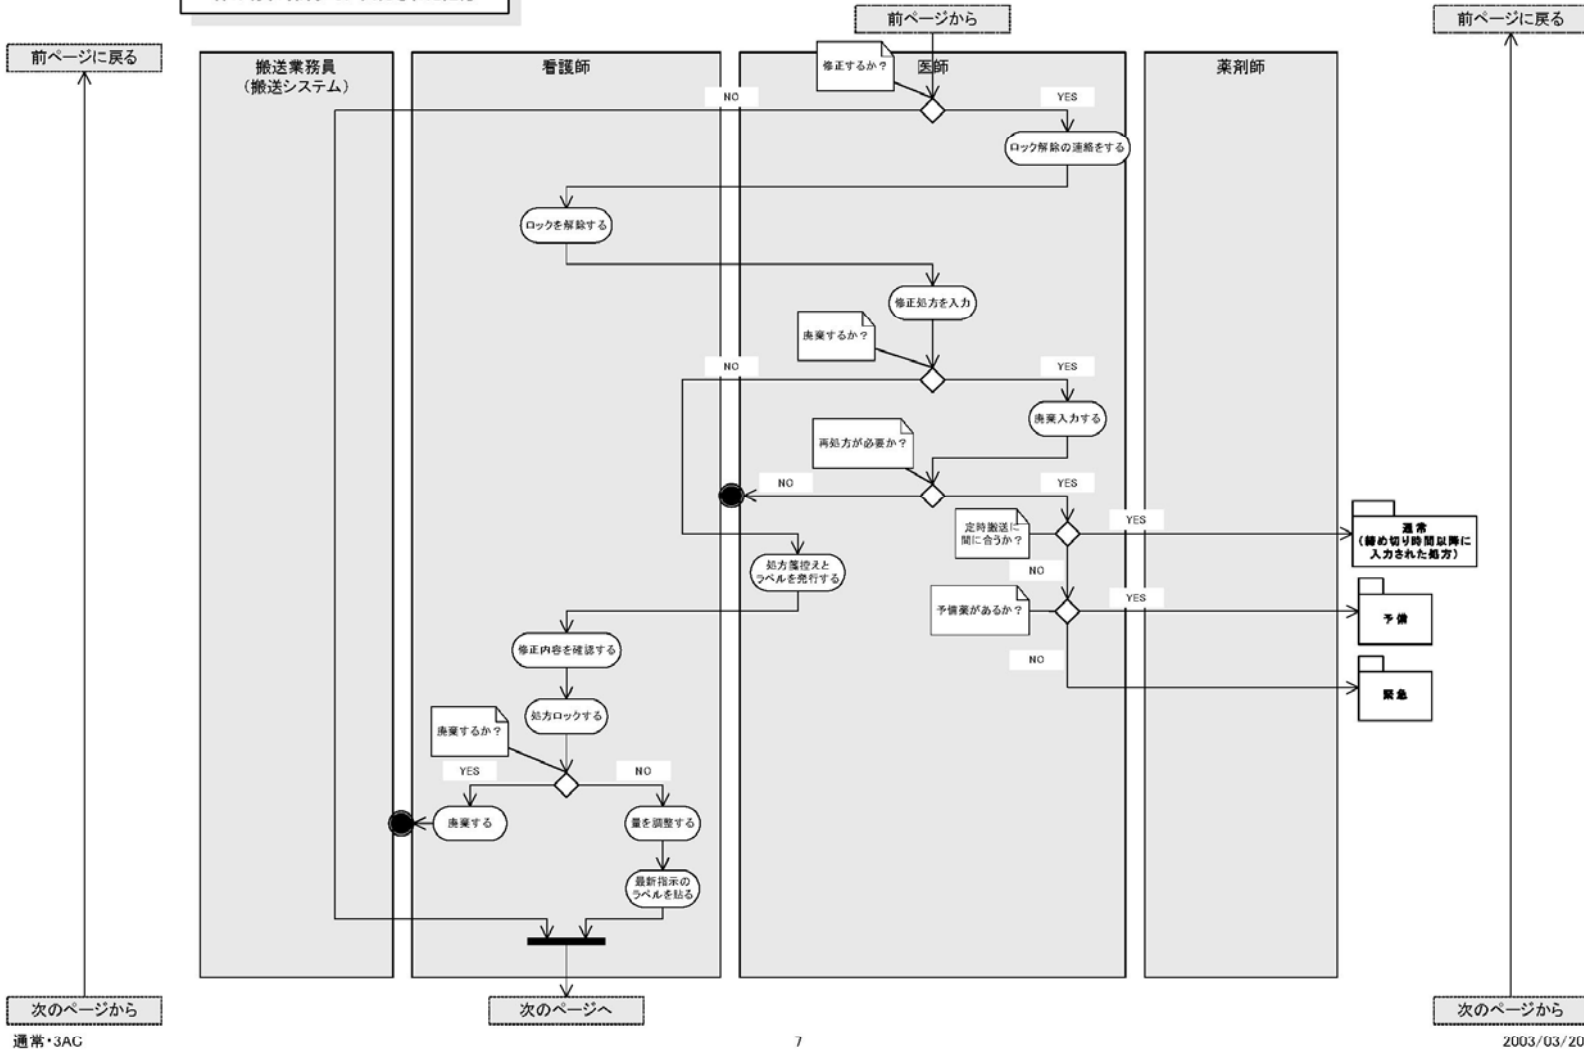 前ページから
前ページに戻る
前ページに戻る
搬送業務員
(搬送システム)
看護師
医師
薬剤師
修正するか?
NO
YES
ロック解除の連絡をする
ロックを解除する
修正処方を入力
廃棄するか?
NO
YES
廃棄入力する
再処方が必要か?
NO
YES
定時搬送に
間に合うか?
YES
通常
(締め切り時間以降に
入力された処方)
処方箋控えと
ラベルを発行する
NO
予備薬があるか?
YES
予備
修正内容を確認する
NO
緊急
処方ロックする
廃棄するか?
YES
NO
廃棄する
量を調整する
最新指示の
ラベルを貼る
次のページから
次のページへ
次のページから
通常・3AC
7
2003/03/20